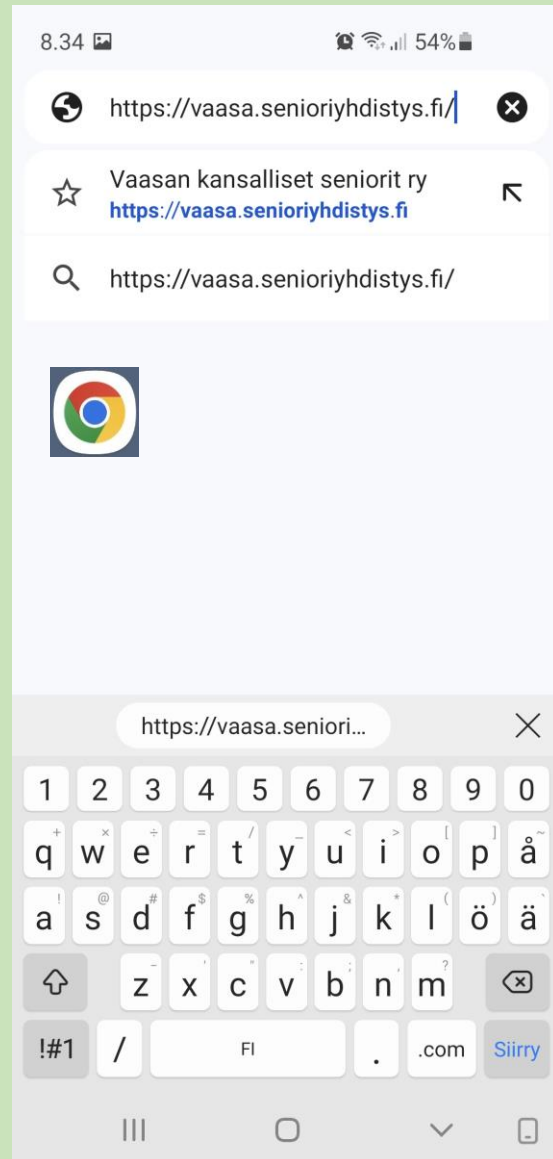 8.34 54%
https://vaasa.senioriyhdistys.fi/
Vaasan kansalliset seniorit ry
https://vaasa.senioriyhdistys.fi
https://vaasa.senioriyhdistys.fi/
https://vaasa.seniori...
1 2 3 4 5 6 7 8 9 0
+ × ÷ = / _ < > [ ] ~
q w e r t y u i o p å
! @ # $ % ^ & * ( ) `
a s d f g h j k l ö ä
- ' " : ; , ?
z x c v b n m
!#1 / FI . .com Siirry